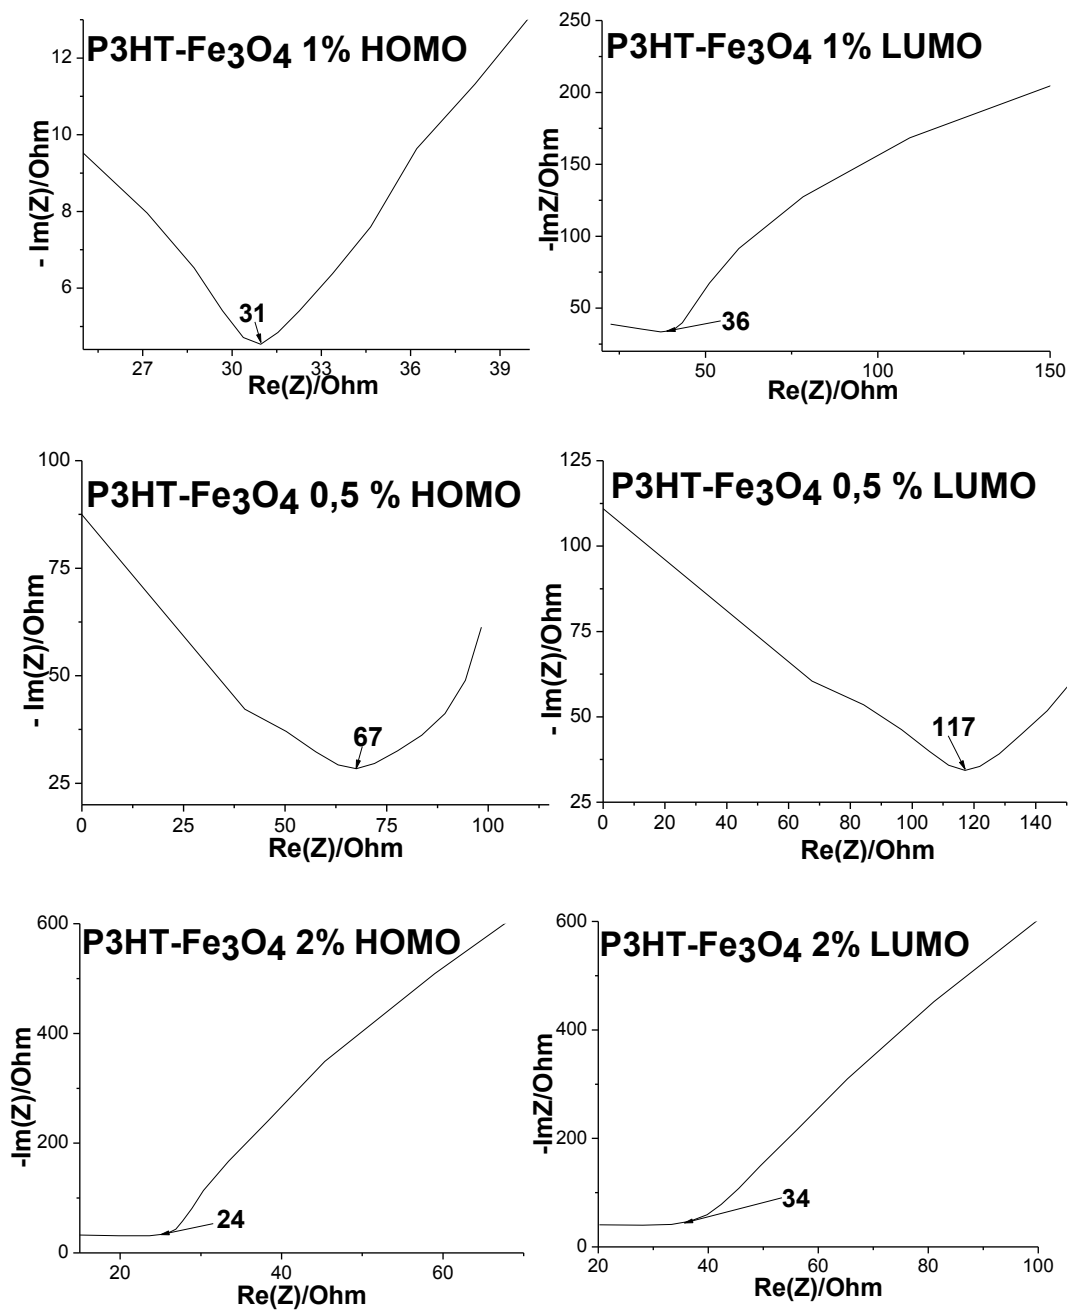 P3HT-Fe3O4 1% HOMO
- Im(Z)/Ohm
12
10
8
6
31
27 30 33 36 39
Re(Z)/Ohm
P3HT-Fe3O4 1% LUMO
-ImZ/Ohm
250
200
150
100
50
36
50 100 150
Re(Z)/Ohm
P3HT-Fe3O4 0,5 % HOMO
- Im(Z)/Ohm
100
75
50
25
67
0 25 50 75 100
Re(Z)/Ohm
P3HT-Fe3O4 0,5 % LUMO
- Im(Z)/Ohm
125
100
75
50
25
117
0 20 40 60 80 100 120 140
Re(Z)/Ohm
P3HT-Fe3O4 2% HOMO
-Im(Z)/Ohm
600
400
200
0
24
20 40 60
Re(Z)/Ohm
P3HT-Fe3O4 2% LUMO
-ImZ/Ohm
600
400
200
0
34
20 40 60 80 100
Re(Z)/Ohm